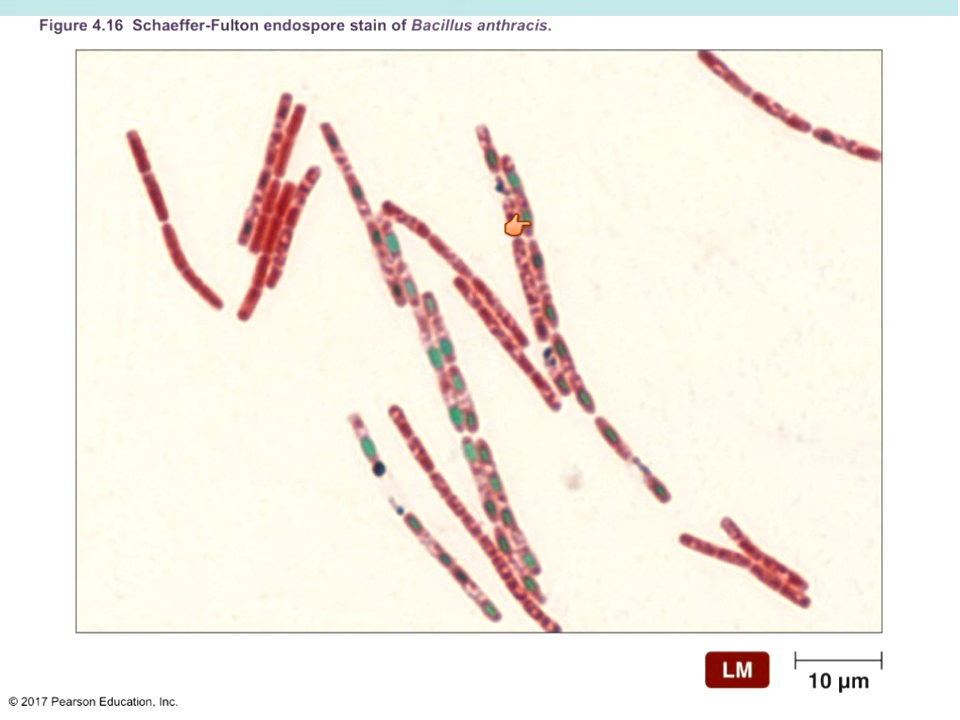 Figure 4.16 Schaeffer-Fulton endospore stain of Bacillus anthracis.
LM
10 µm
© 2017 Pearson Education, Inc.